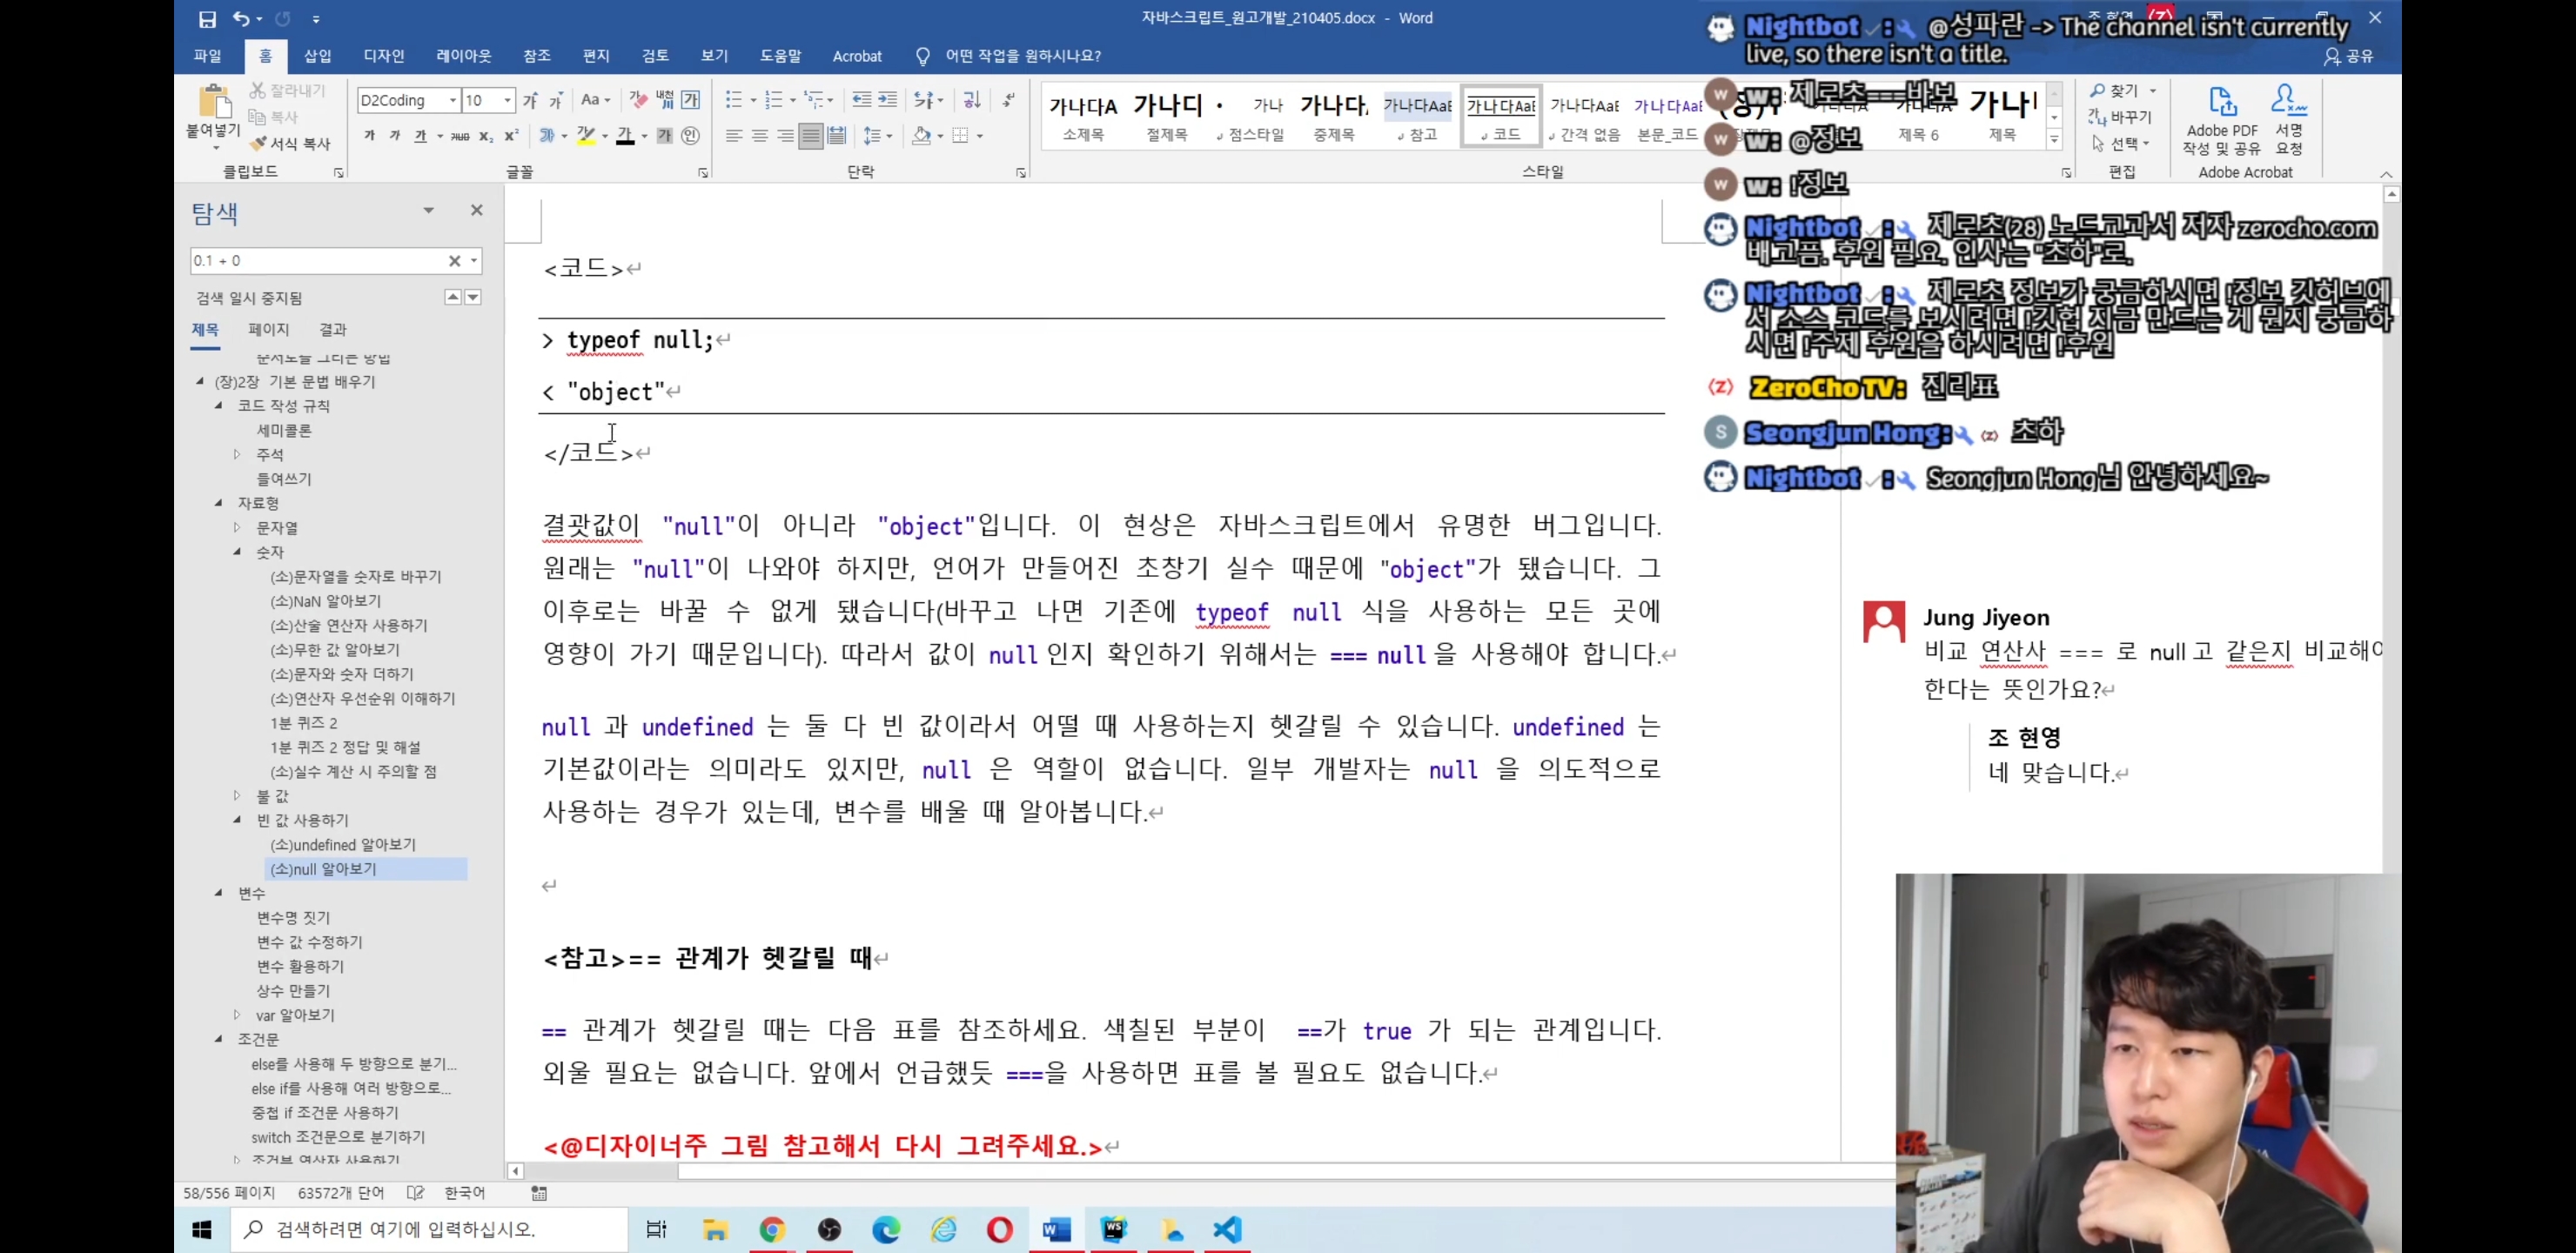 자바스크립트_원고개발_210405.docx - Word
파일 홈 삽입 디자인 레이아웃 참조 편지 검토 보기 도움말 Acrobat 어떤 작업을 원하시나요? 공유
붙여넣기
잘라내기
복사
서식 복사
클립보드
D2Coding 10
글꼴
단락
가나다A 소제목
가나디 절제목
가나 점스타일
가나다, 중제목
가나다AaE 참고
가나다AaE 코드
가나다AaE 간격 없음
가나다AaE 본문_코드
제목 6
가나 제목
스타일
찾기
바꾸기
선택
편집
Adobe PDF
작성 및 공유
서명
요청
Adobe Acrobat
탐색
0.1 + 0
검색 일시 중지됨
제목 페이지 결과
순서도를 그리는 방법
(장)2장 기본 문법 배우기
코드 작성 규칙
세미콜론
주석
들여쓰기
자료형
문자열
숫자
(소)문자열을 숫자로 바꾸기
(소)NaN 알아보기
(소)산술 연산자 사용하기
(소)무한 값 알아보기
(소)문자와 숫자 더하기
(소)연산자 우선순위 이해하기
1분 퀴즈 2
1분 퀴즈 2 정답 및 해설
(소)실수 계산 시 주의할 점
불 값
빈 값 사용하기
(소)undefined 알아보기
(소)null 알아보기
변수
변수명 짓기
변수 값 수정하기
변수 활용하기
상수 만들기
var 알아보기
조건문
else를 사용해 두 방향으로 분기...
else if를 사용해 여러 방향으로...
중첩 if 조건문 사용하기
switch 조건문으로 분기하기
조건부 연산자 사용하기
<코드>
> typeof null;
< "object"
</코드>
결괏값이 "null"이 아니라 "object"입니다. 이 현상은 자바스크립트에서 유명한 버그입니다.
원래는 "null"이 나와야 하지만, 언어가 만들어진 초창기 실수 때문에 "object"가 됐습니다. 그
이후로는 바꿀 수 없게 됐습니다(바꾸고 나면 기존에 typeof null 식을 사용하는 모든 곳에
영향이 가기 때문입니다). 따라서 값이 null인지 확인하기 위해서는 === null을 사용해야 합니다.
null 과 undefined 는 둘 다 빈 값이라서 어떨 때 사용하는지 헷갈릴 수 있습니다. undefined 는
기본값이라는 의미라도 있지만, null 은 역할이 없습니다. 일부 개발자는 null 을 의도적으로
사용하는 경우가 있는데, 변수를 배울 때 알아봅니다.
<참고>== 관계가 헷갈릴 때
== 관계가 헷갈릴 때는 다음 표를 참조하세요. 색칠된 부분이 ==가 true 가 되는 관계입니다.
외울 필요는 없습니다. 앞에서 언급했듯 ===을 사용하면 표를 볼 필요도 없습니다.
<@디자이너주 그림 참고해서 다시 그려주세요.>
Nightbot: @성파란 -> The channel isn't currently
live, so there isn't a title.
w: 제로초===바보
w: @정보
w: !정보
Nightbot: 제로초(28) 노드교과서 저자 zerocho.com
배고픔. 후원 필요. 인사는 "초하"로.
Nightbot: 제로초 정보가 궁금하시면 !정보 깃허브에
서 소스 코드를 보시려면 !깃헙 지금 만드는 게 뭔지 궁금하
시면 !주제 후원을 하시려면 !후원
ZeroCho TV: 진리표
Seongjun Hong: 초하
Nightbot: Seongjun Hong님 안녕하세요~
Jung Jiyeon
비교 연산사 === 로 null고 같은지 비교해야
한다는 뜻인가요?
조 현영
네 맞습니다.
58/556 페이지 63572개 단어 한국어
검색하려면 여기에 입력하십시오.